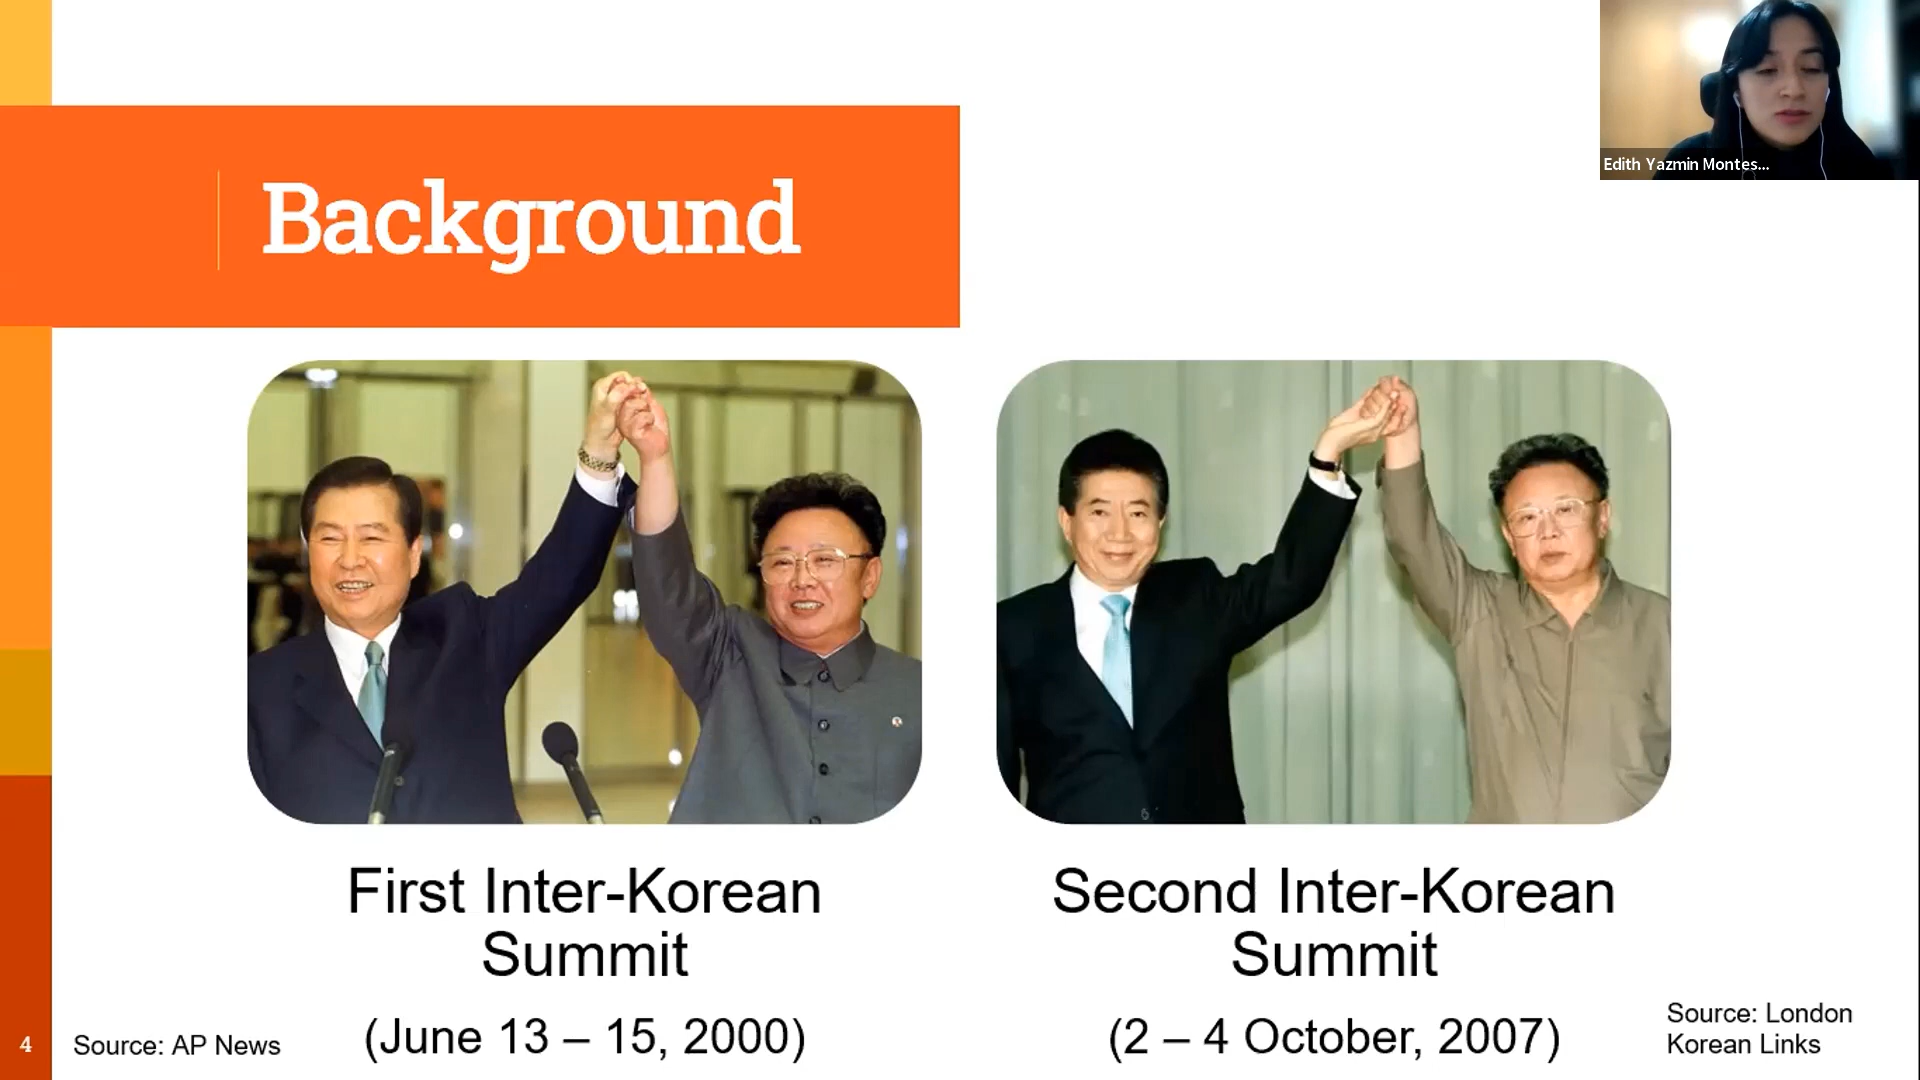 Edith Yazmin Montes...
Background
First Inter-Korean
Summit
(June 13 – 15, 2000)
Second Inter-Korean
Summit
(2 – 4 October, 2007)
4
Source: AP News
Source: London
Korean Links